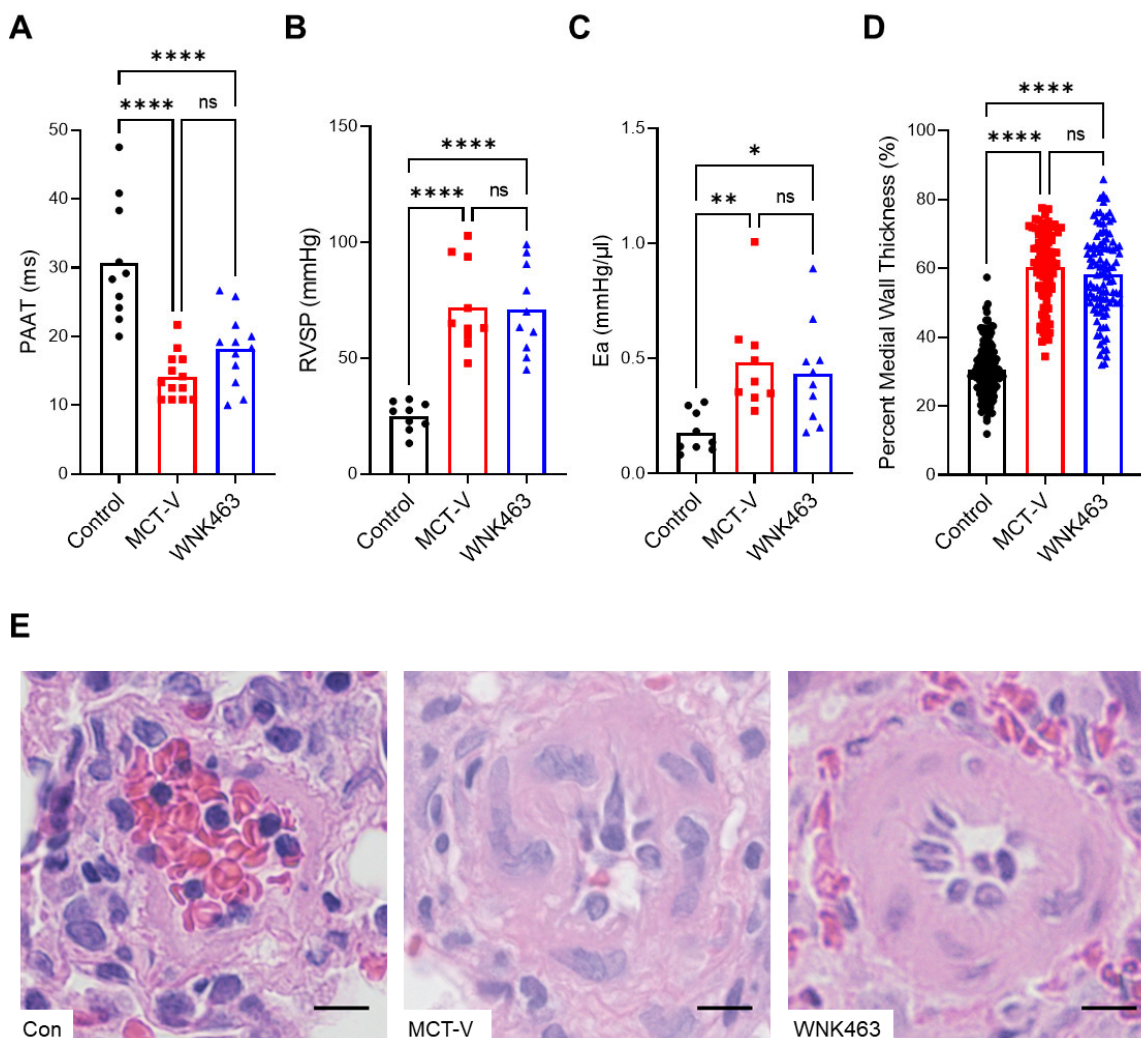 A
PAAT (ms)
50
40
30
20
10
0
****
****
ns
Control
MCT-V
WNK463
B
RVSP (mmHg)
150
100
50
0
****
****
ns
Control
MCT-V
WNK463
C
Ea (mmHg/µl)
1.5
1.0
0.5
0.0
*
**
ns
Control
MCT-V
WNK463
D
Percent Medial Wall Thickness (%)
100
80
60
40
20
0
****
****
ns
Control
MCT-V
WNK463
E
Con
MCT-V
WNK463